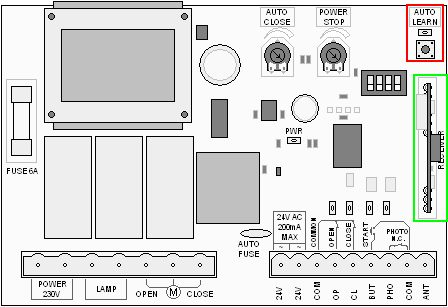 AUTO CLOSE
POWER STOP
AUTO LEARN
RECEIVER
FUSE 6A
PWR
AUTO FUSE
24V AC 200mA MAX
~ ~
COMMON
OPEN
CLOSE
START
PHOTO N.C.
POWER 230V
LAMP
OPEN M CLOSE
24V
24V
COM
OP
CL
BUT
PHO
COM
ANT